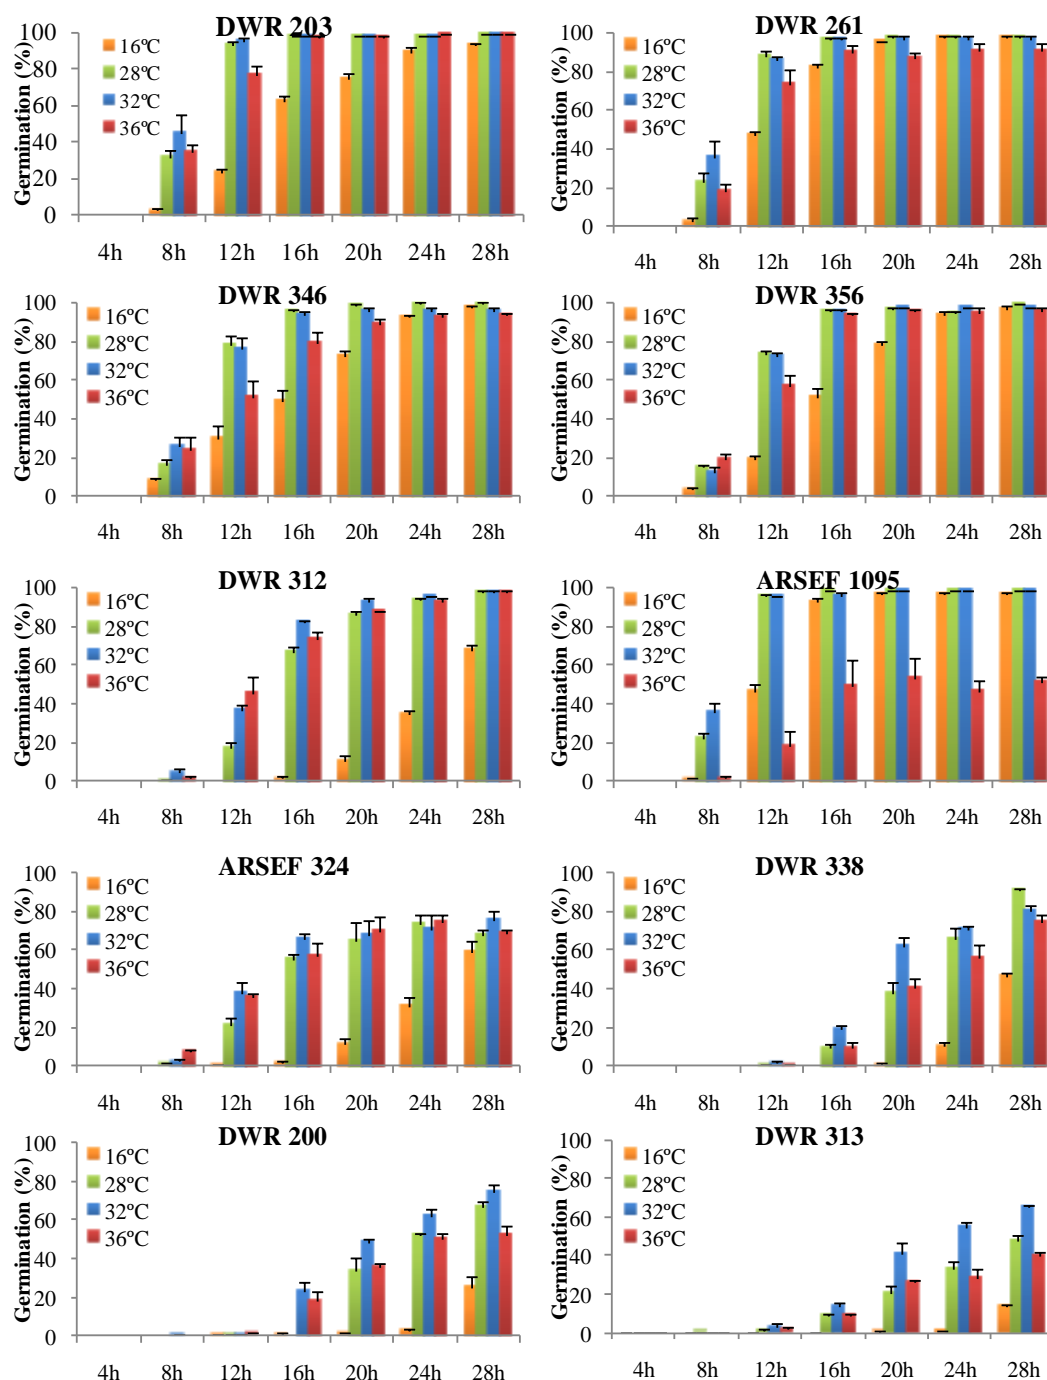 DWR 203
Germination (%)
100
80
60
40
20
0
16ºC
28ºC
32ºC
36ºC
4h 8h 12h 16h 20h 24h 28h
DWR 261
Germination (%)
100
80
60
40
20
0
16ºC
28ºC
32ºC
36ºC
4h 8h 12h 16h 20h 24h 28h
DWR 346
Germination (%)
100
80
60
40
20
0
16ºC
28ºC
32ºC
36ºC
4h 8h 12h 16h 20h 24h 28h
DWR 356
Germination (%)
100
80
60
40
20
0
16ºC
28ºC
32ºC
36ºC
4h 8h 12h 16h 20h 24h 28h
DWR 312
Germination (%)
100
80
60
40
20
0
16ºC
28ºC
32ºC
36ºC
4h 8h 12h 16h 20h 24h 28h
ARSEF 1095
Germination (%)
100
80
60
40
20
0
16ºC
28ºC
32ºC
36ºC
4h 8h 12h 16h 20h 24h 28h
ARSEF 324
Germination (%)
100
80
60
40
20
0
16ºC
28ºC
32ºC
36ºC
4h 8h 12h 16h 20h 24h 28h
DWR 338
Germination (%)
100
80
60
40
20
0
16ºC
28ºC
32ºC
36ºC
4h 8h 12h 16h 20h 24h 28h
DWR 200
Germination (%)
100
80
60
40
20
0
16ºC
28ºC
32ºC
36ºC
4h 8h 12h 16h 20h 24h 28h
DWR 313
Germination (%)
100
80
60
40
20
0
16ºC
28ºC
32ºC
36ºC
4h 8h 12h 16h 20h 24h 28h